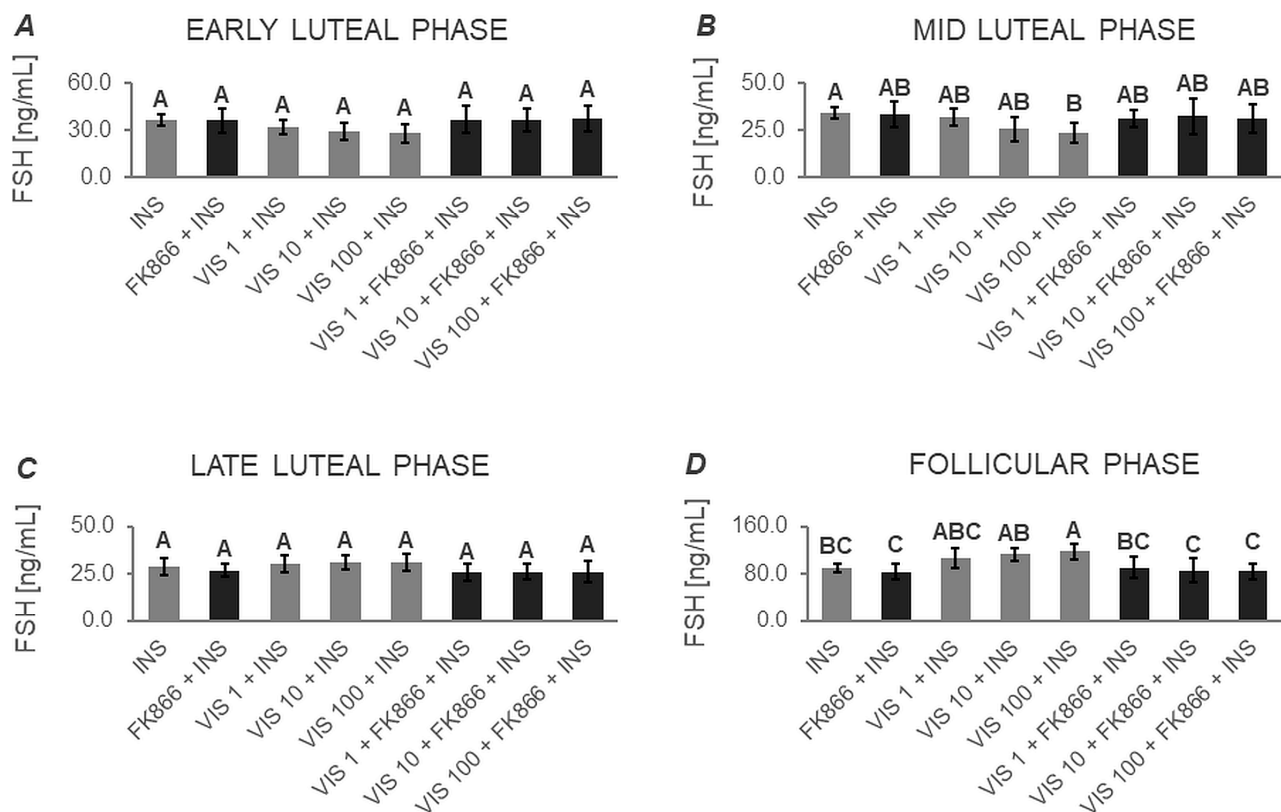 A
EARLY LUTEAL PHASE
FSH [ng/mL]
60.0
30.0
0.0
A
A
A
A
A
A
A
A
INS
FK866 + INS
VIS 1 + INS
VIS 10 + INS
VIS 100 + INS
VIS 1 + FK866 + INS
VIS 10 + FK866 + INS
VIS 100 + FK866 + INS
B
MID LUTEAL PHASE
FSH [ng/mL]
50.0
25.0
0.0
A
AB
AB
AB
B
AB
AB
AB
INS
FK866 + INS
VIS 1 + INS
VIS 10 + INS
VIS 100 + INS
VIS 1 + FK866 + INS
VIS 10 + FK866 + INS
VIS 100 + FK866 + INS
C
LATE LUTEAL PHASE
FSH [ng/mL]
50.0
25.0
0.0
A
A
A
A
A
A
A
A
INS
FK866 + INS
VIS 1 + INS
VIS 10 + INS
VIS 100 + INS
VIS 1 + FK866 + INS
VIS 10 + FK866 + INS
VIS 100 + FK866 + INS
D
FOLLICULAR PHASE
FSH [ng/mL]
160.0
80.0
0.0
BC
C
ABC
AB
A
BC
C
C
INS
FK866 + INS
VIS 1 + INS
VIS 10 + INS
VIS 100 + INS
VIS 1 + FK866 + INS
VIS 10 + FK866 + INS
VIS 100 + FK866 + INS